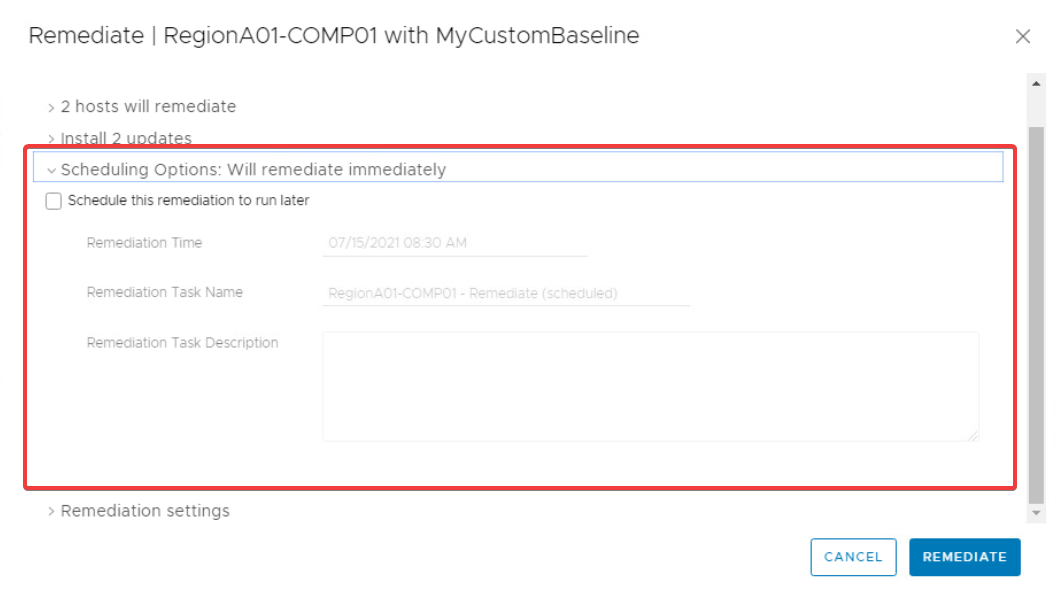 Remediate | RegionA01-COMP01 with MyCustomBaseline
2 hosts will remediate
Install 2 updates
Scheduling Options: Will remediate immediately
Schedule this remediation to run later
Remediation Time 07/15/2021 08:30 AM
Remediation Task Name RegionA01-COMP01 - Remediate (scheduled)
Remediation Task Description
Remediation settings
CANCEL REMEDIATE